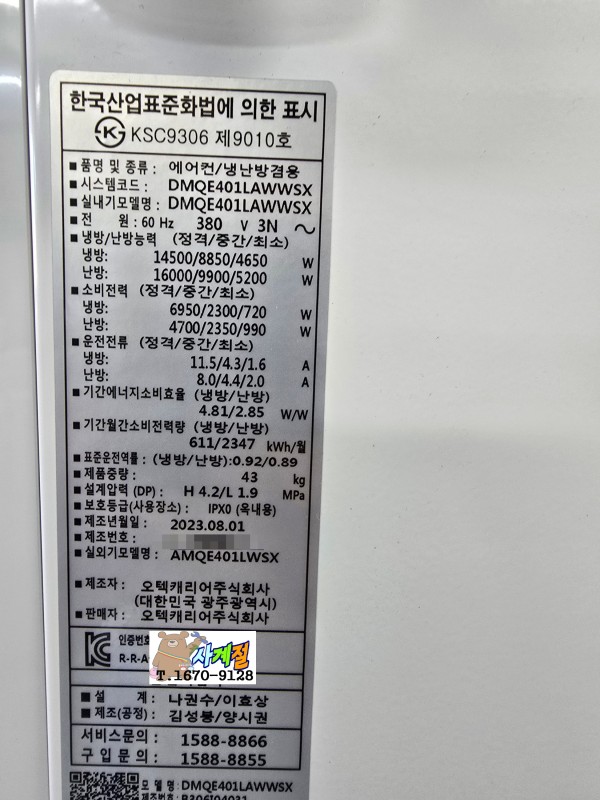 한국산업표준화법에 의한 표시
KSC9306 제9010호
■ 품명 및 종류 : 에어컨/냉난방겸용
■ 시스템코드 : DMQE401LAWWSX
■ 실내기모델명 : DMQE401LAWWSX
■ 전 원 : 60 Hz 380 V 3N ~
■ 냉방/난방능력 (정격/중간/최소)
냉방: 14500/8850/4650 W
난방: 16000/9900/5200 W
■ 소비전력 (정격/중간/최소)
냉방: 6950/2300/720 W
난방: 4700/2350/990 W
■ 운전전류 (정격/중간/최소)
냉방: 11.5/4.3/1.6 A
난방: 8.0/4.4/2.0 A
■ 기간에너지소비효율 (냉방/난방)
4.81/2.85 W/W
■ 기간월간소비전력량 (냉방/난방)
611/2347 kWh/월
■ 표준운전역률 : (냉방/난방):0.92/0.89
■ 제품중량 : 43 kg
■ 설계압력 (DP) : H 4.2/L 1.9 MPa
■ 보호등급(사용장소) : IPX0 (옥내용)
■ 제조년월일 : 2023.08.01
■ 제조번호 :
■ 실외기모델명 : AMQE401LWSX
■ 제조자 : 오텍캐리어주식회사
(대한민국 광주광역시)
■ 판매자 : 오텍캐리어주식회사
인증번호
R-R-A
사계절
T.1670-9128
■ 설 계 : 나권수/이효상
■ 제조(공정) : 김성붕/양시권
서비스문의 : 1588-8866
구 입 문 의 : 1588-8855
모 델 명 : DMQE401LAWWSX